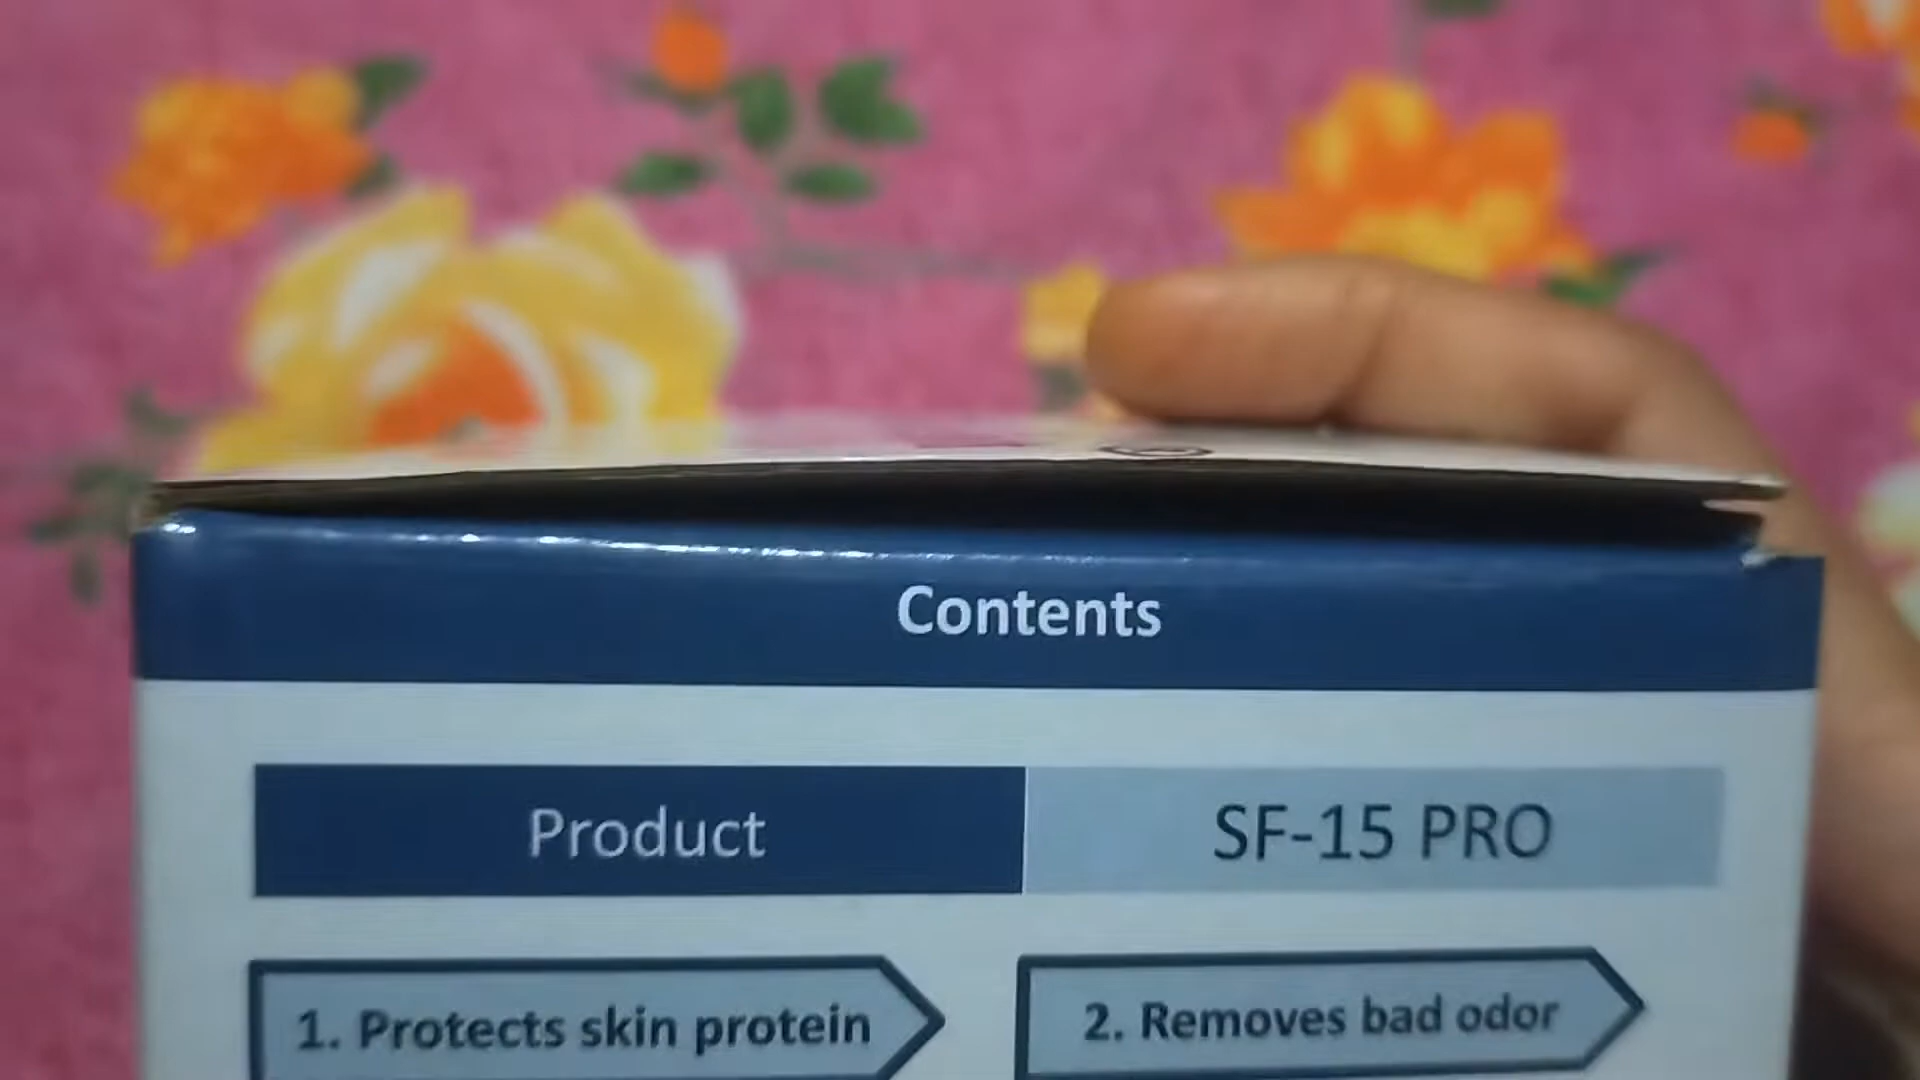 Contents
Product SF-15 PRO
1. Protects skin protein 2. Removes bad odor